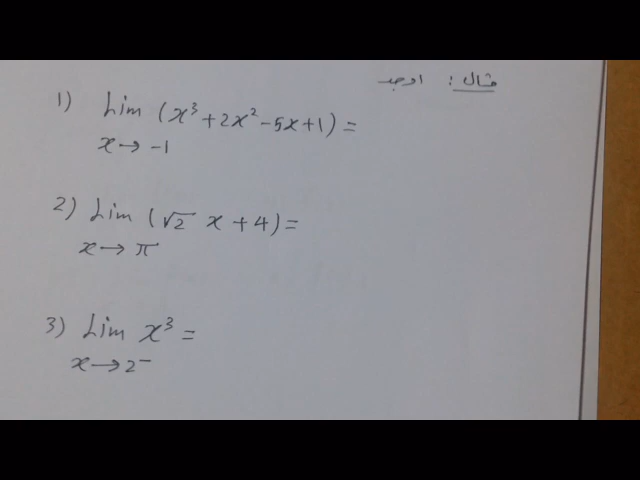 مثال : اوجد
1) Lim (x³+2x²-5x+1)=
x→-1
2) Lim (√2 x+4)=
x→π
3) Lim x³=
x→2⁻